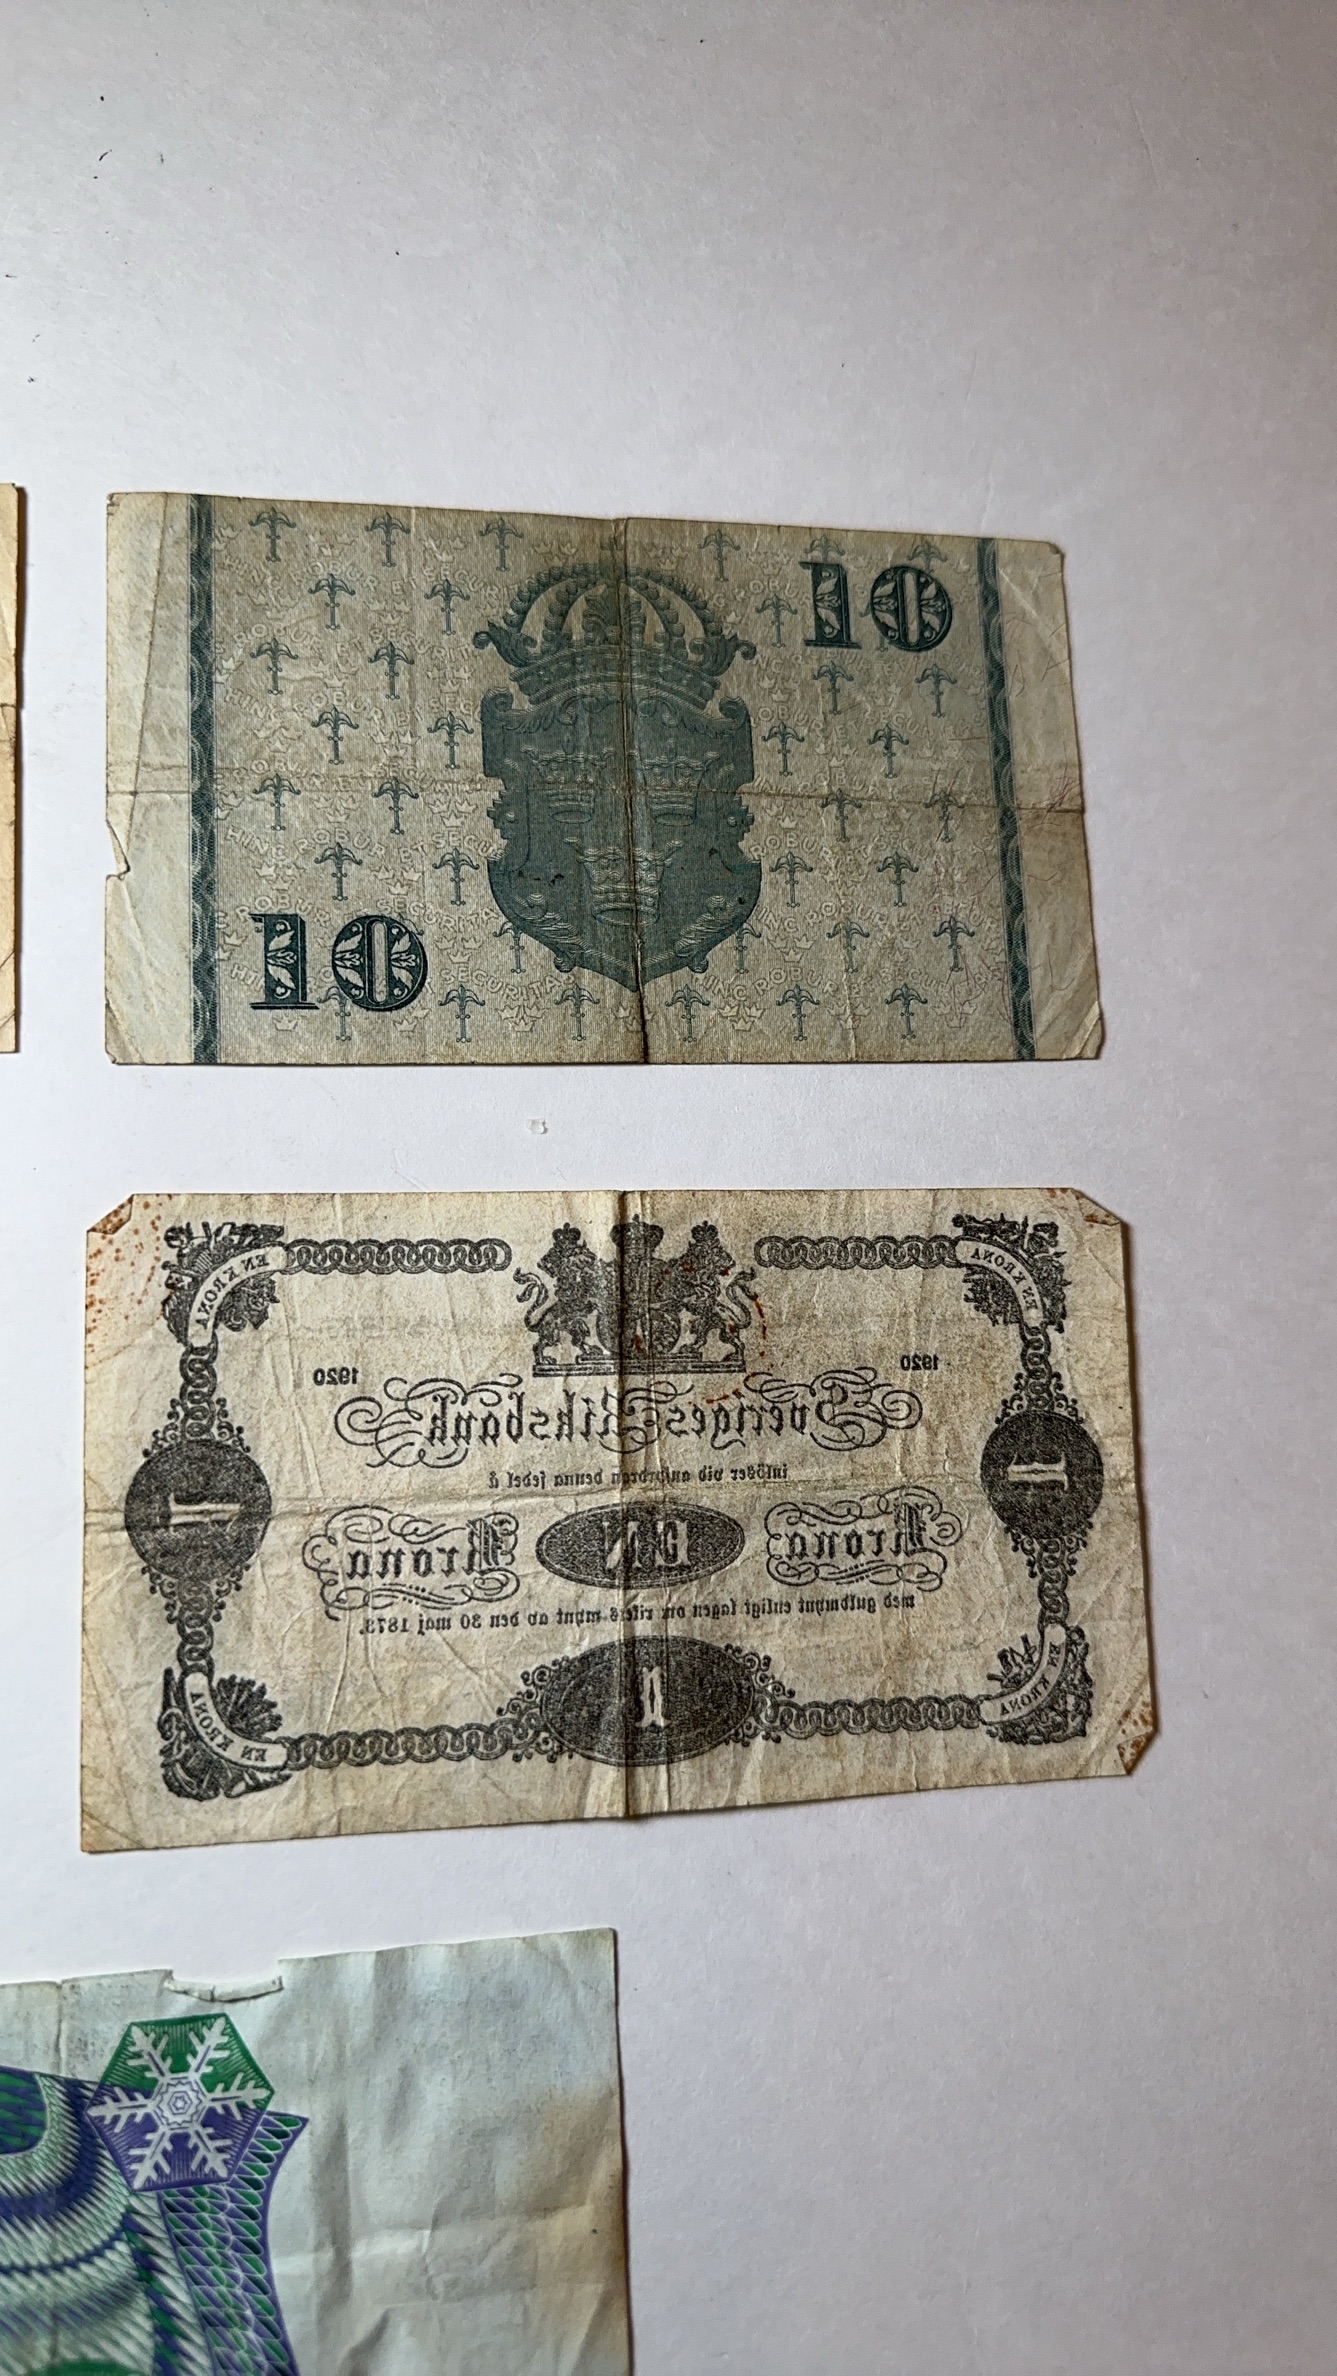 10
HINC ROBUR ET SECURITAS
10
EN KRONA
EN KRONA
1920
1920
Sveriges Riksbank
inlöser vid anfordran denna sedel å
1
1
Krona
EN
Krona
med guldmynt enligt lagen om rikets mynt av den 30 maj 1873.
1
EN KRONA
EN KRONA